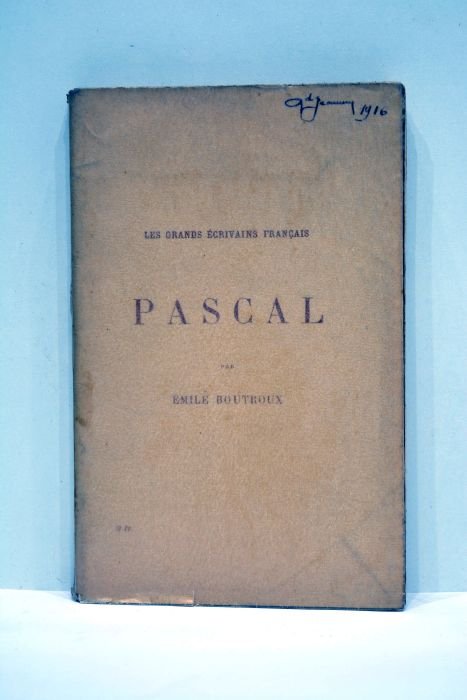 1916
LES GRANDS ÉCRIVAINS FRANÇAIS
PASCAL
PAR
ÉMILE BOUTROUX